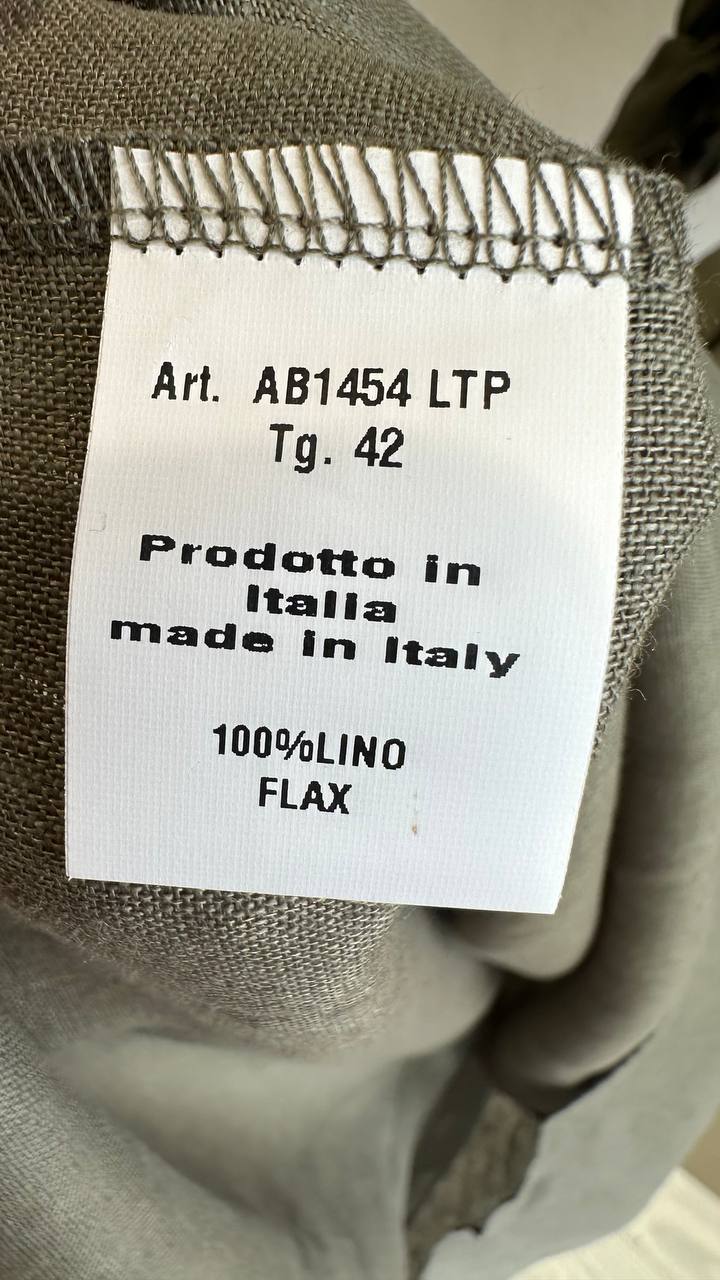 Art. AB1454 LTP
Tg. 42
Prodotto in
Italia
made in Italy
100%LINO
FLAX